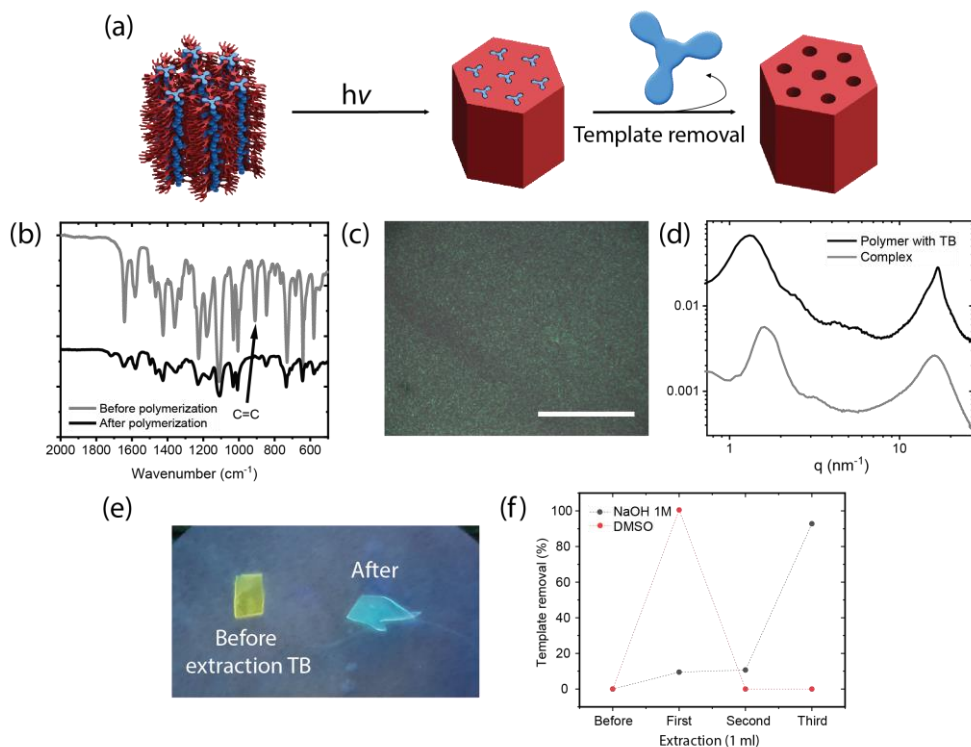 (a)
hν
Template removal
(b)
Before polymerization
After polymerization
C=C
2000 1800 1600 1400 1200 1000 800 600
Wavenumber (cm⁻¹)
(c)
(d)
Polymer with TB
Complex
0.01
0.001
1 10
q (nm⁻¹)
(e)
Before
extraction TB
After
(f)
NaOH 1M
DMSO
Template removal (%)
100
80
60
40
20
0
Before First Second Third
Extraction (1 ml)